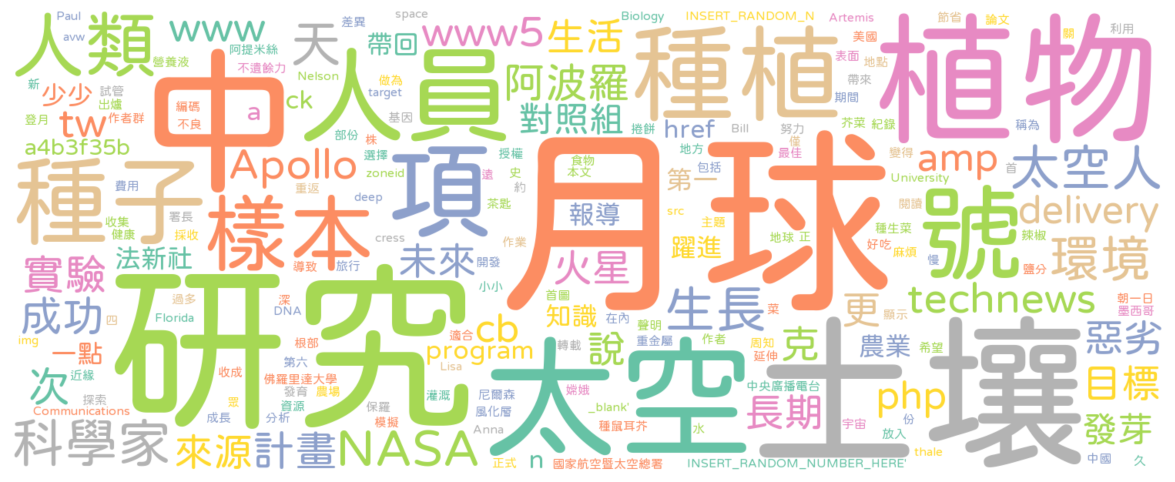 人類
www
天
帶回
www5
生活
Paul
差異
space
Biology
INSERT_RANDOM_N
Artemis
節省
論文
利用
avw
阿提米絲
營養液
不遺餘力
Nelson
做為
target
基因
美國
表面
地點
關
新
少少
試管
出爐
登月
作者群
tw
中
編碼
不良
a
ck
人員
阿波羅
對照組
種植
植物
帶來
期間
芥菜
紀錄
稱為
a4b3f35b
Apollo
部份
株
捲餅
href
Bill
努力
僅
地方
包括
最佳
變得
amp
太空人
種子
費用
重返
選擇
授權
zoneid
遠
史
約
食物
本文
第一
University
首
閱讀
署長
收集
健康
採收
樣本
deep
項
茶匙
月球
報導
src
主題
地球
正
種生菜
好吃
麻煩
號
delivery
辣椒
cress
作業
躍進
環境
法新社
導致
旅行
未來
開發
火星
慢
鹽分
實驗
過多
深
DNA
小小
首圖
在內
知識
生長
菜
更
顯示
technews
朝一日
墨西哥
成功
四
Florida
研究
img
一點
根部
第六
適合
cb
program
轉載
聲明
重金屬
作者
說
周知
延伸
克
農業
希望
惡劣
次
近緣
收成
佛羅里達大學
Lisa
太空
嫦娥
中央廣播電台
土壤
php
目標
探索
發育
農場
資源
灌溉
尼爾森
風化層
_blank'
長期
宇宙
份
放入
Communications
眾
成長
分析
保羅
模擬
Anna
種鼠耳芥
水
發芽
科學家
來源
計畫
NASA
n
正式
國家航空暨太空總署
INSERT_RANDOM_NUMBER_HERE'
thale
中國
久